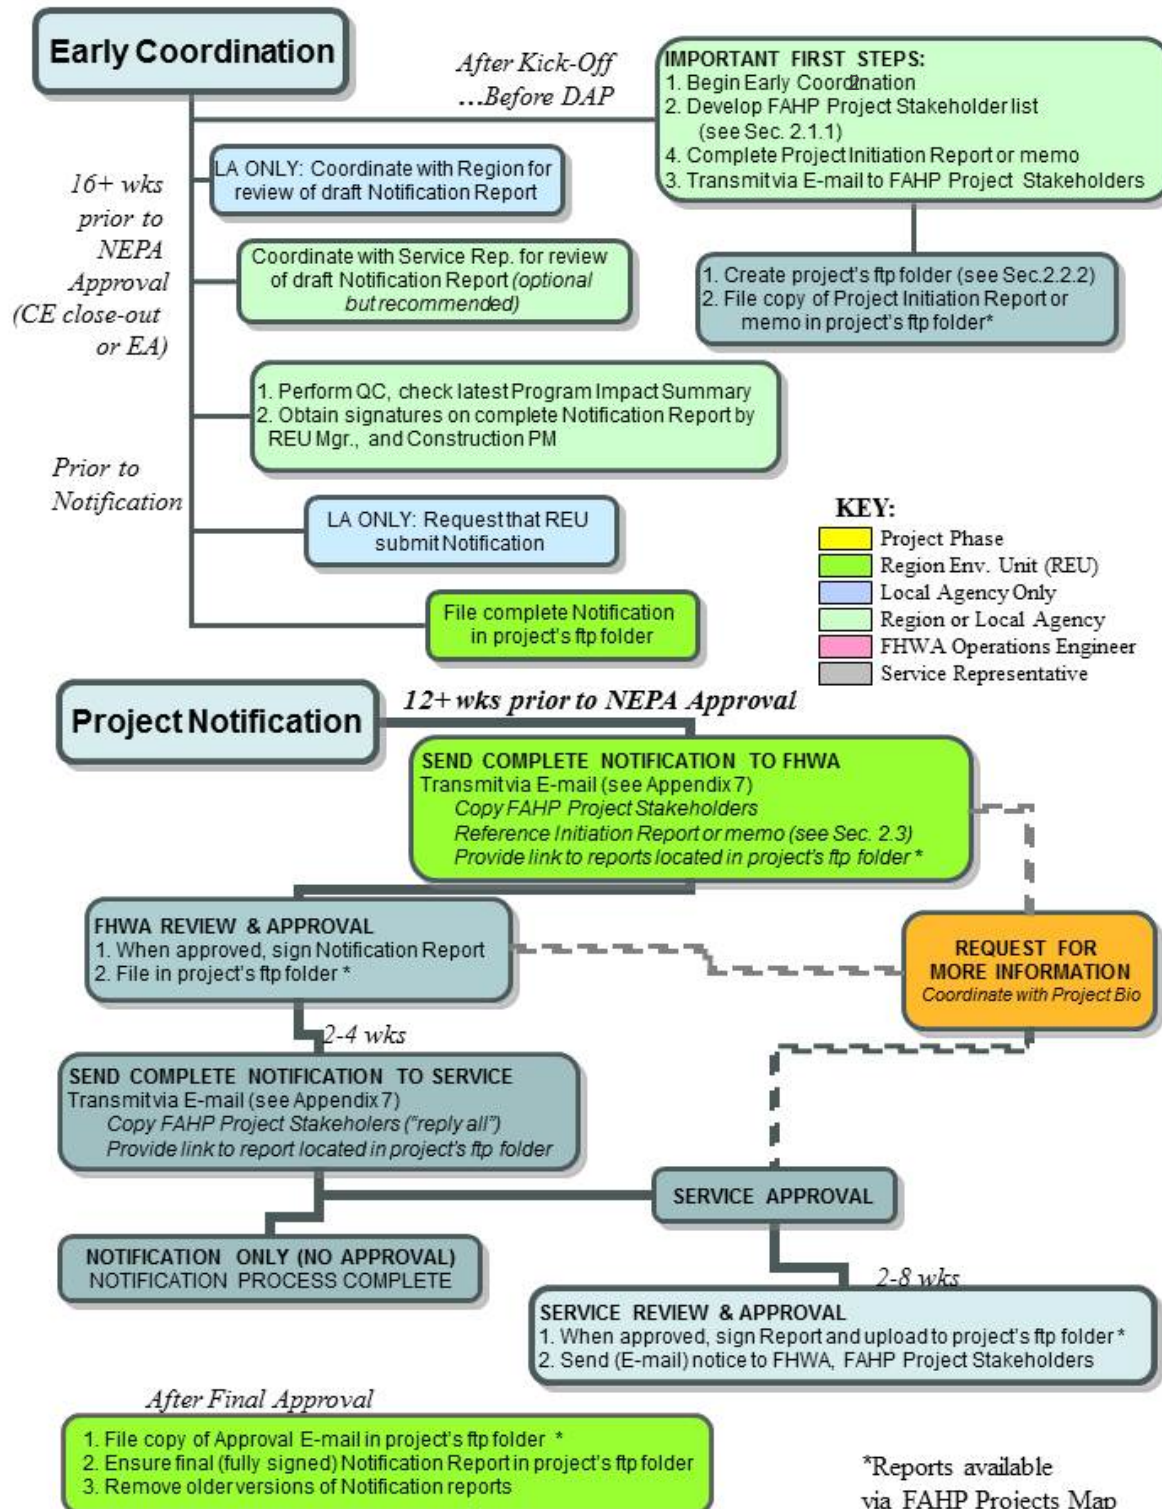 Early Coordination
After Kick-Off
...Before DAP
IMPORTANT FIRST STEPS:
1. Begin Early Coordination
2. Develop FAHP Project Stakeholder list
(see Sec. 2.1.1)
4. Complete Project Initiation Report or memo
3. Transmit via E-mail to FAHP Project Stakeholders
LA ONLY: Coordinate with Region for
review of draft Notification Report
16+ wks
prior to
NEPA
Approval
(CE close-out
or EA)
Coordinate with Service Rep. for review
of draft Notification Report (optional
but recommended)
1. Create project's ftp folder (see Sec.2.2.2)
2. File copy of Project Initiation Report or
memo in project's ftp folder*
1. Perform QC, check latest Program Impact Summary
2. Obtain signatures on complete Notification Report by
REU Mgr., and Construction PM
Prior to
Notification
LA ONLY: Request that REU
submit Notification
File complete Notification
in project's ftp folder
KEY:
Project Phase
Region Env. Unit (REU)
Local Agency Only
Region or Local Agency
FHWA Operations Engineer
Service Representative
Project Notification
12+ wks prior to NEPA Approval
SEND COMPLETE NOTIFICATION TO FHWA
Transmit via E-mail (see Appendix 7)
Copy FAHP Project Stakeholders
Reference Initiation Report or memo (see Sec. 2.3)
Provide link to reports located in project's ftp folder *
FHWA REVIEW & APPROVAL
1. When approved, sign Notification Report
2. File in project's ftp folder *
REQUEST FOR
MORE INFORMATION
Coordinate with Project Bio
2-4 wks
SEND COMPLETE NOTIFICATION TO SERVICE
Transmit via E-mail (see Appendix 7)
Copy FAHP Project Stakeholers ("reply all")
Provide link to report located in project's ftp folder
SERVICE APPROVAL
NOTIFICATION ONLY (NO APPROVAL)
NOTIFICATION PROCESS COMPLETE
2-8 wks
SERVICE REVIEW & APPROVAL
1. When approved, sign Report and upload to project's ftp folder *
2. Send (E-mail) notice to FHWA, FAHP Project Stakeholders
After Final Approval
1. File copy of Approval E-mail in project's ftp folder *
2. Ensure final (fully signed) Notification Report in project's ftp folder
3. Remove older versions of Notification reports
*Reports available
via FAHP Projects Map